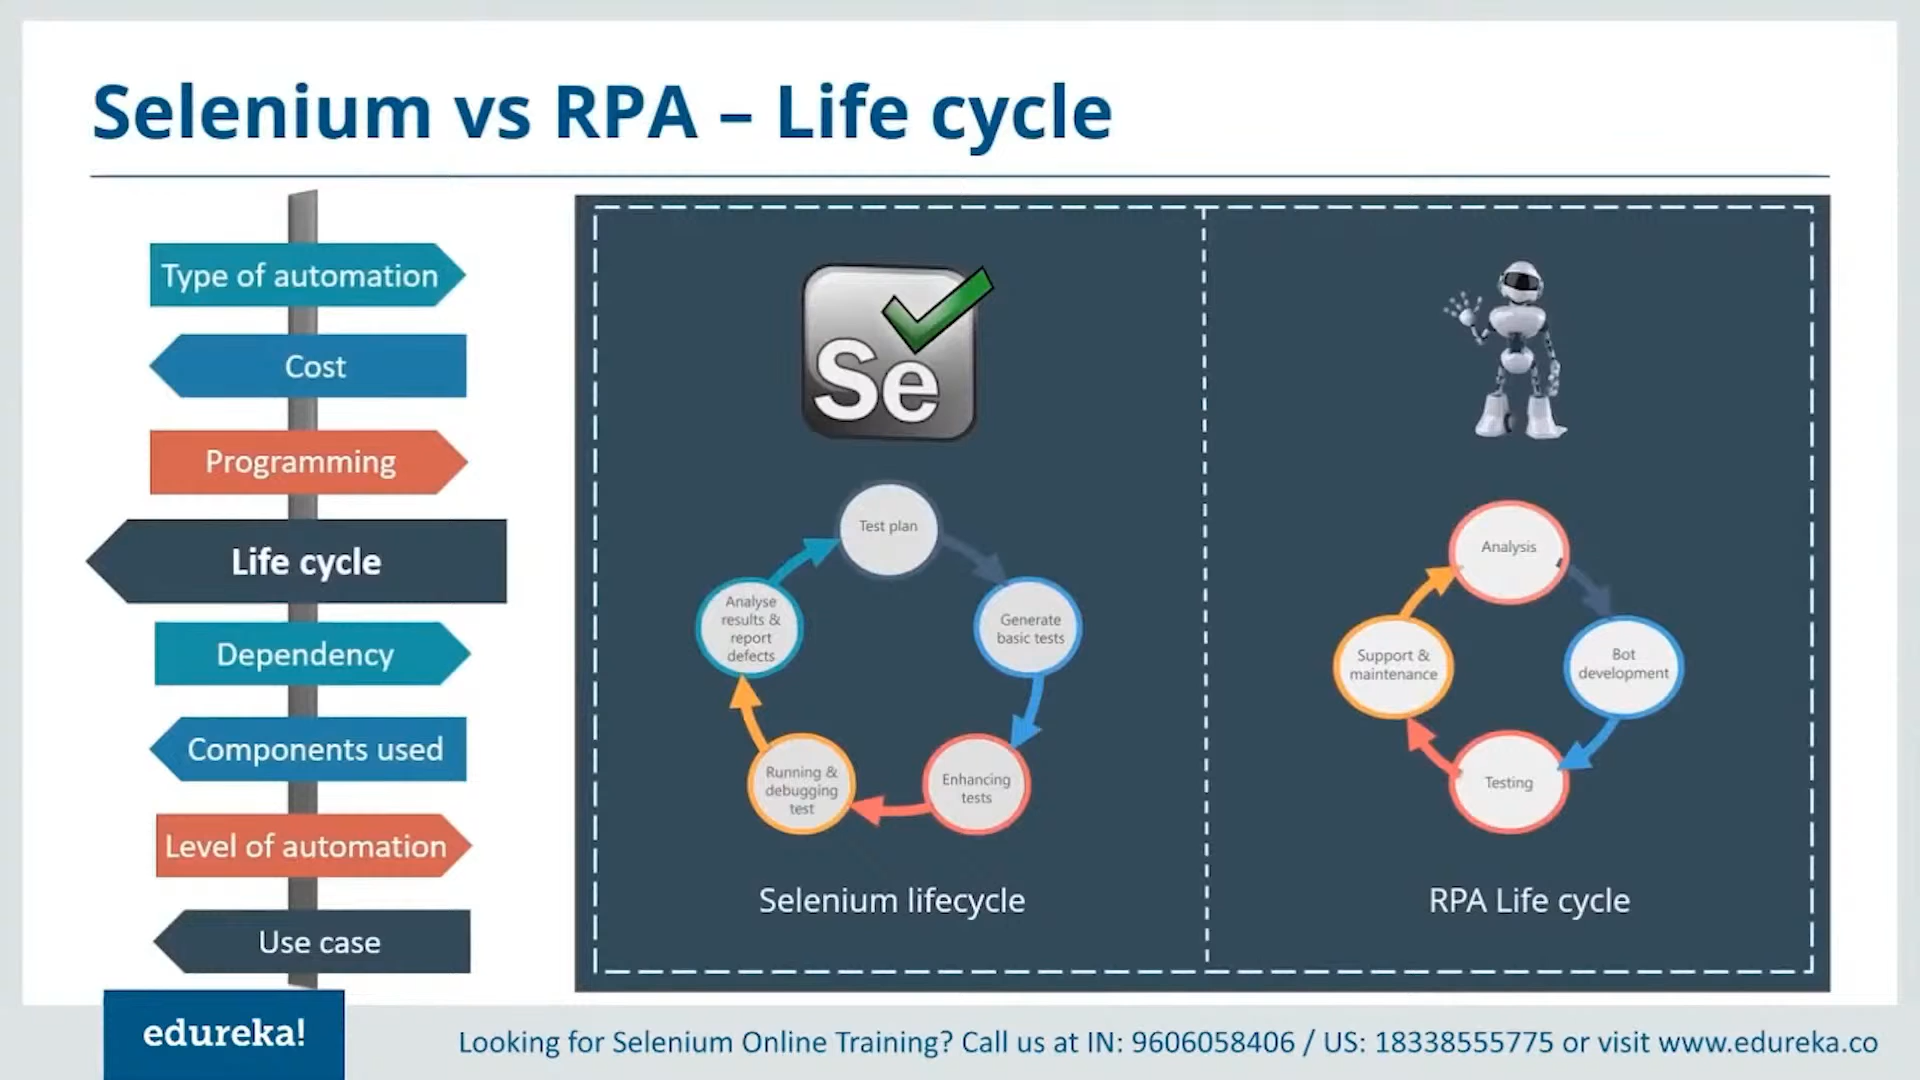 Selenium vs RPA – Life cycle
Type of automation
Cost
Programming
Life cycle
Dependency
Components used
Level of automation
Use case
Se
Test plan
Generate
basic tests
Enhancing
tests
Running &
debugging
test
Analyse
results &
report
defects
Selenium lifecycle
Analysis
Bot
development
Testing
Support &
maintenance
RPA Life cycle
edureka!
Looking for Selenium Online Training? Call us at IN: 9606058406 / US: 18338555775 or visit www.edureka.co